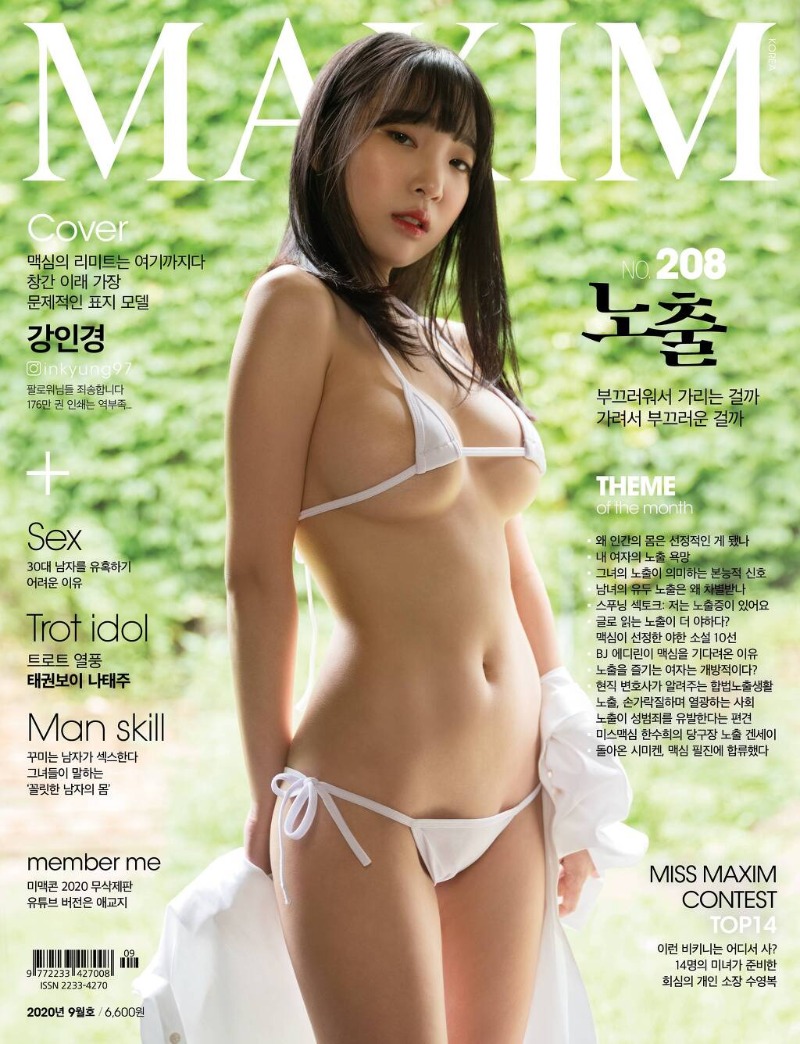 MAXIM
KOREA
Cover
맥심의 리미트는 여기까지다
창간 이래 가장
문제적인 표지 모델
강인경
inkyung97
팔로워님들 죄송합니다
176만 권 인쇄는 역부족...
+
Sex
30대 남자를 유혹하기
어려운 이유
Trot idol
트로트 열풍
태권보이 나태주
Man skill
꾸미는 남자가 섹스한다
그녀들이 말하는
'꼴릿한 남자의 몸'
member me
미맥콘 2020 무삭제판
유튜브 버전은 애교지
09
9 772233 427008
ISSN 2233-4270
2020년 9월호 / 6,600원
NO. 208
노출
부끄러워서 가리는 걸까
가려서 부끄러운 걸까
THEME
of the month
왜 인간의 몸은 선정적인 게 됐나
내 여자의 노출 욕망
그녀의 노출이 의미하는 본능적 신호
남녀의 유두 노출은 왜 차별받나
스푸닝 섹토크: 저는 노출증이 있어요
글로 읽는 노출이 더 야하다?
맥심이 선정한 야한 소설 10선
BJ 에디린이 맥심을 기다려온 이유
노출을 즐기는 여자는 개방적이다?
현직 변호사가 알려주는 합법노출생활
노출, 손가락질하며 열광하는 사회
노출이 성범죄를 유발한다는 편견
미스맥심 한수희의 당구장 노출 겐세이
돌아온 시미켄, 맥심 필진에 합류했다
MISS MAXIM
CONTEST
TOP14
이런 비키니는 어디서 사?
14명의 미녀가 준비한
회심의 개인 소장 수영복